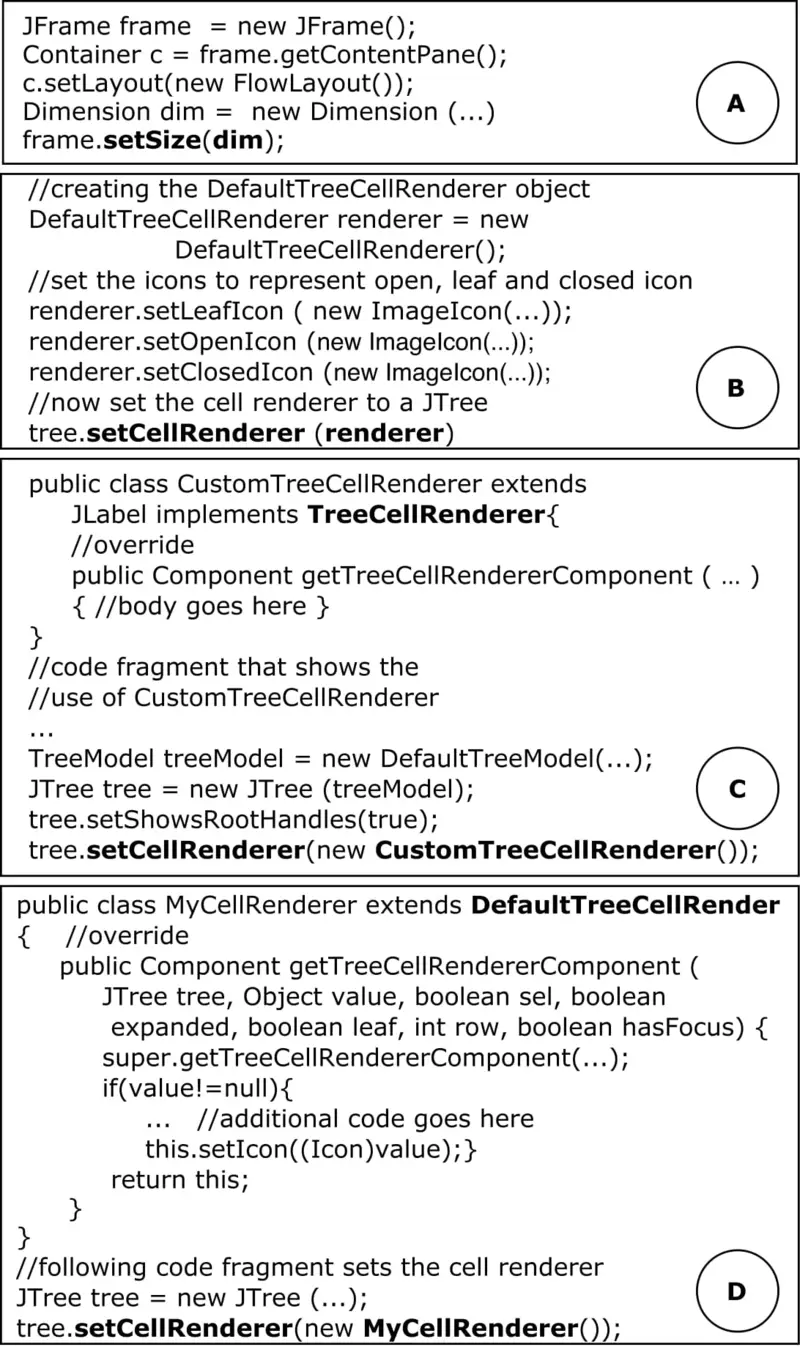 JFrame frame  = new JFrame();
Container c = frame.getContentPane();
c.setLayout(new FlowLayout());
Dimension dim =  new Dimension (...)
frame.setSize(dim);
A
//creating the DefaultTreeCellRenderer object
DefaultTreeCellRenderer renderer = new
DefaultTreeCellRenderer();
//set the icons to represent open, leaf and closed icon
renderer.setLeafIcon ( new ImageIcon(...));
renderer.setOpenIcon (new ImageIcon(...));
renderer.setClosedIcon (new ImageIcon(...));
//now set the cell renderer to a JTree
tree.setCellRenderer (renderer)
B
public class CustomTreeCellRenderer extends
JLabel implements TreeCellRenderer{
//override
public Component getTreeCellRendererComponent ( ... )
{ //body goes here }
}
//code fragment that shows the
//use of CustomTreeCellRenderer
...
TreeModel treeModel = new DefaultTreeModel(...);
JTree tree = new JTree (treeModel);
tree.setShowsRootHandles(true);
tree.setCellRenderer(new CustomTreeCellRenderer());
C
public class MyCellRenderer extends DefaultTreeCellRender
{    //override
public Component getTreeCellRendererComponent (
JTree tree, Object value, boolean sel, boolean
expanded, boolean leaf, int row, boolean hasFocus) {
super.getTreeCellRendererComponent(...);
if(value!=null){
...   //additional code goes here
this.setIcon((Icon)value);}
return this;
}
}
//following code fragment sets the cell renderer
JTree tree = new JTree (...);
tree.setCellRenderer(new MyCellRenderer());
D